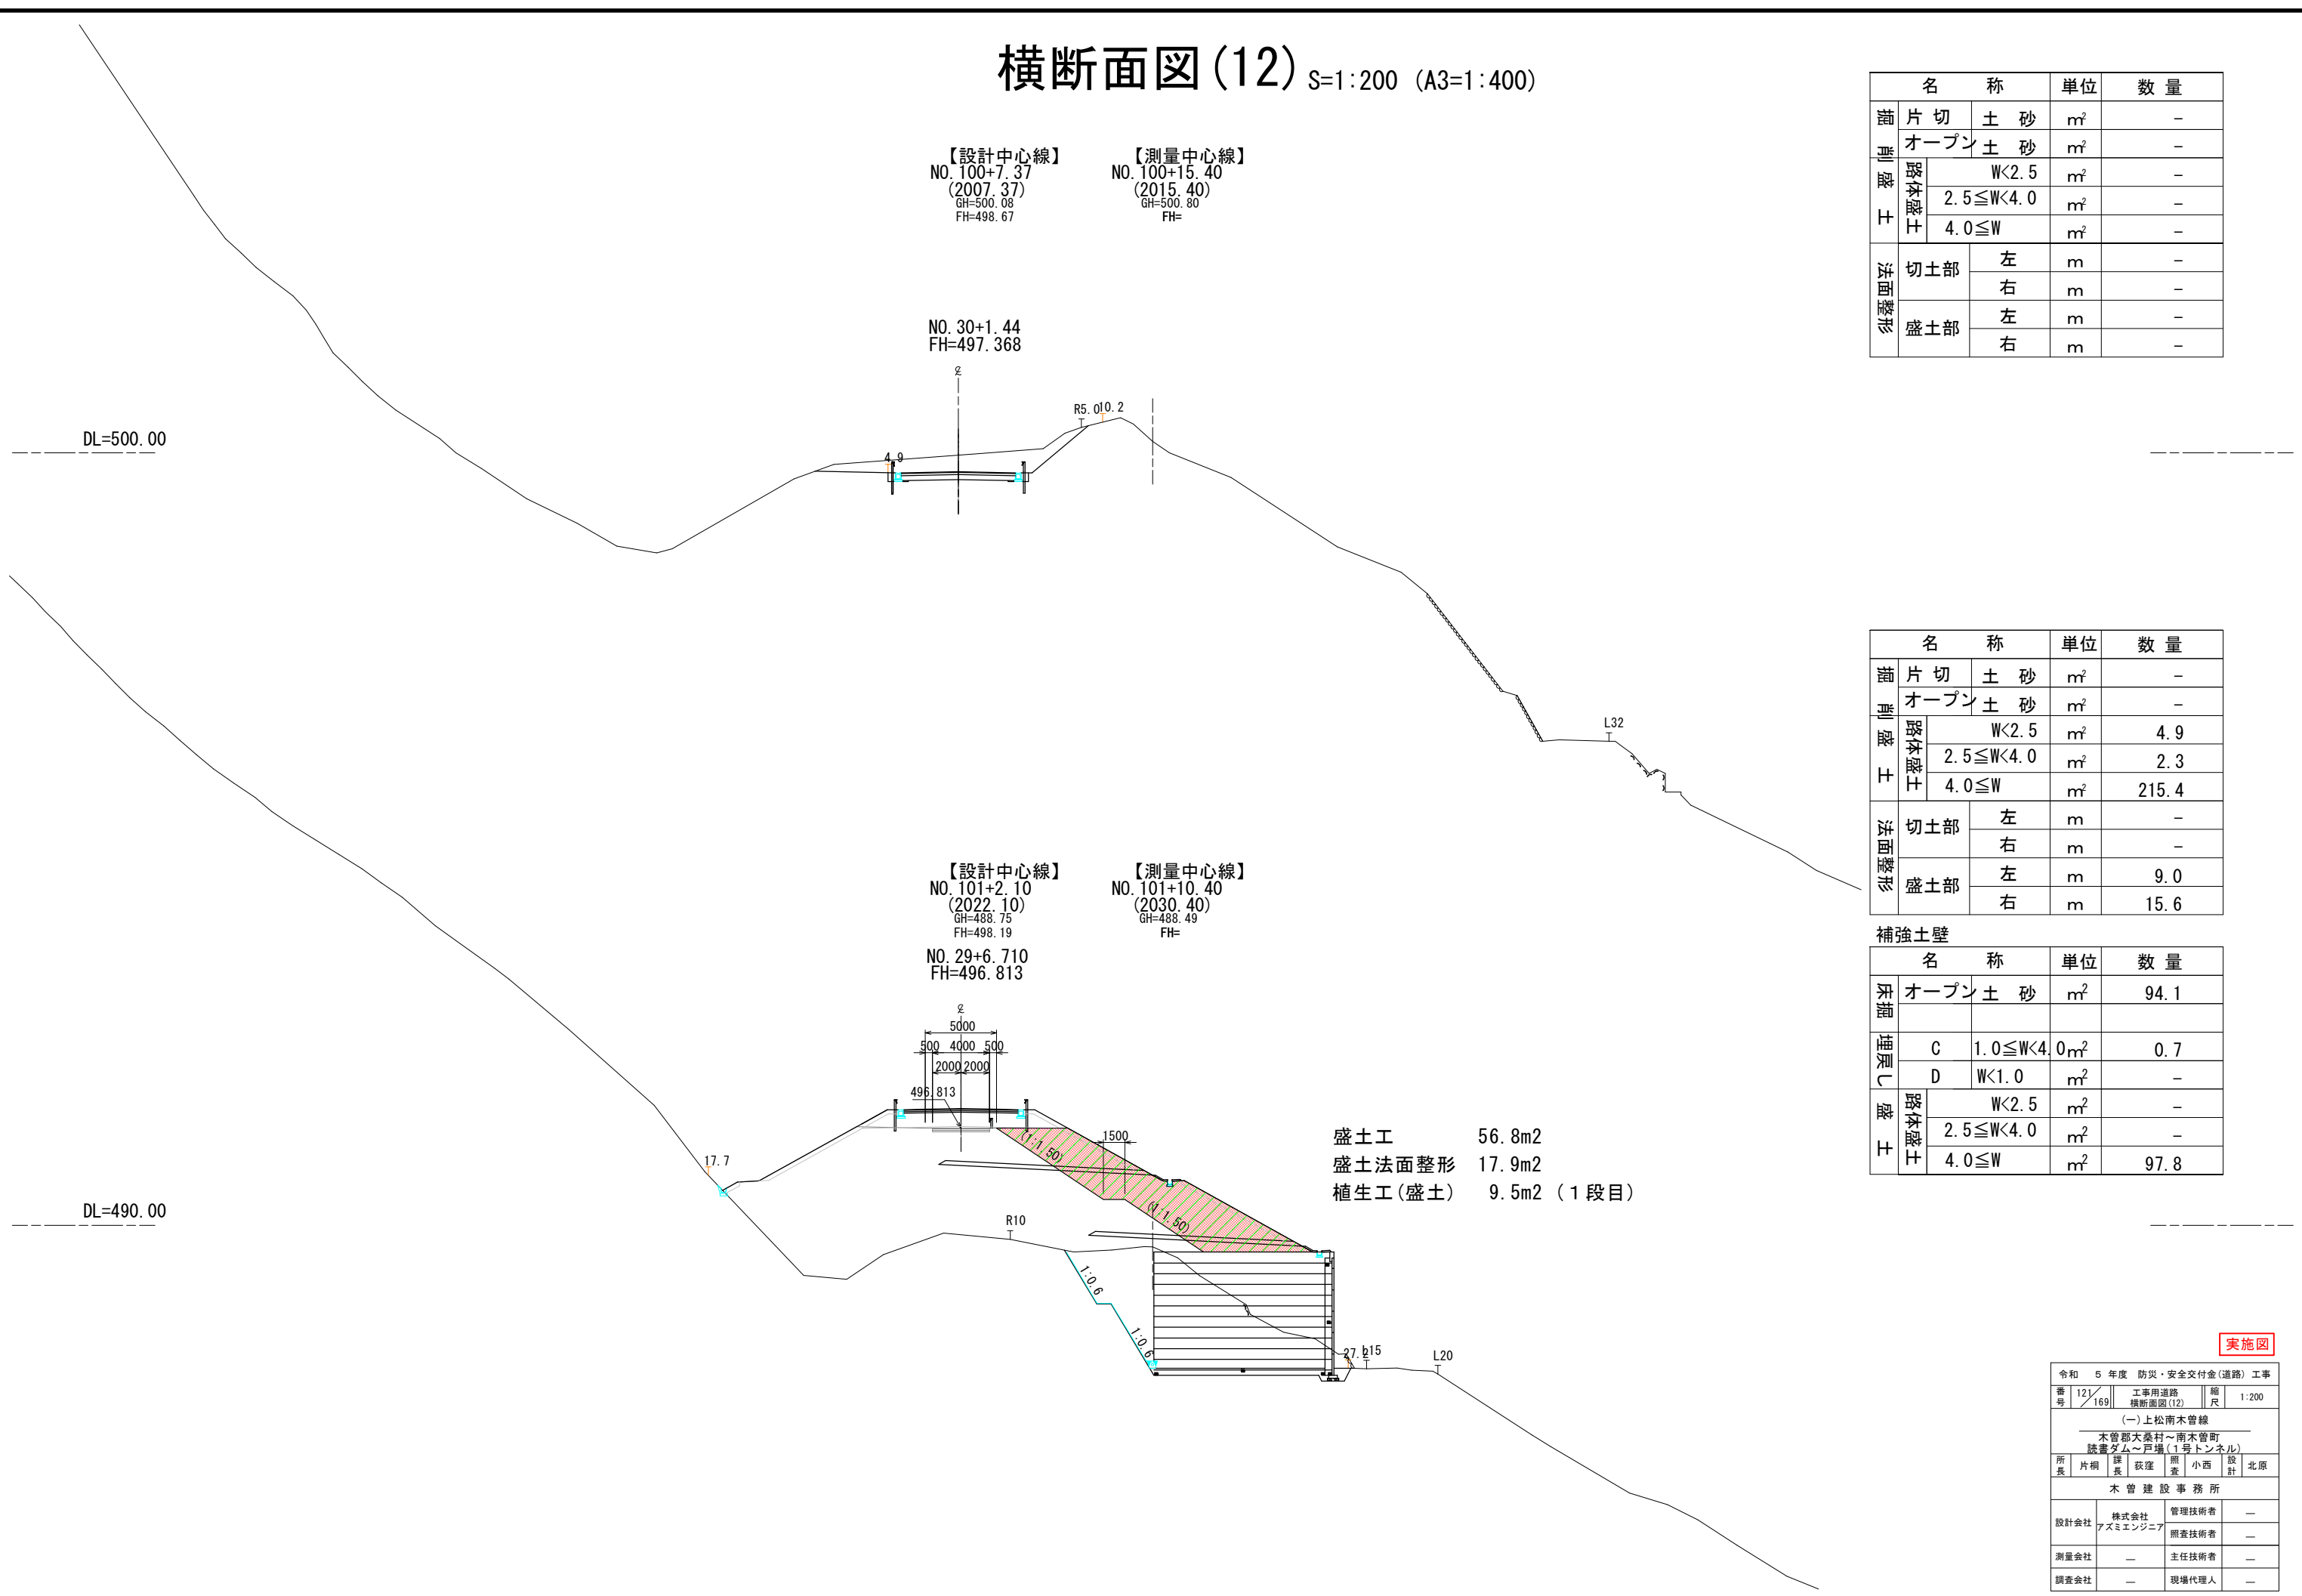 横断面図(12) S=1:200 (A3=1:400)
【設計中心線】
NO.100+7.37
(2007.37)
GH=500.08
FH=498.67
【測量中心線】
NO.100+15.40
(2015.40)
GH=500.80
FH=
NO.30+1.44
FH=497.368
DL=500.00
4.9
R5.0
10.2
L32
名 称 単位 数 量
掘削 片 切 土 砂 m² -
オープン 土 砂 m² -
盛土 路体盛土 W<2.5 m² -
2.5≦W<4.0 m² -
4.0≦W m² -
法面整形 切土部 左 m -
右 m -
盛土部 左 m -
右 m -
【設計中心線】
NO.101+2.10
(2022.10)
GH=488.75
FH=498.19
【測量中心線】
NO.101+10.40
(2030.40)
GH=488.49
FH=
NO.29+6.710
FH=496.813
5000
500 4000 500
2000 2000
496.813
1500
(1:1.50)
(1:1.50)
17.7
R10
1:0.6
1:0.6
27.2
L15
L20
DL=490.00
盛土工 56.8m2
盛土法面整形 17.9m2
植生工(盛土) 9.5m2 (１段目)
名 称 単位 数 量
掘削 片 切 土 砂 m² -
オープン 土 砂 m² -
盛土 路体盛土 W<2.5 m² 4.9
2.5≦W<4.0 m² 2.3
4.0≦W m² 215.4
法面整形 切土部 左 m -
右 m -
盛土部 左 m 9.0
右 m 15.6
補強土壁
名 称 単位 数 量
床掘 オープン 土 砂 m² 94.1
埋戻し C 1.0≦W<4.0 m² 0.7
D W<1.0 m² -
盛土 路体盛土 W<2.5 m² -
2.5≦W<4.0 m² -
4.0≦W m² 97.8
実施図
令和 5 年度 防災・安全交付金(道路) 工事
番号 121/169 工事用道路 横断面図(12) 縮尺 1:200
(一)上松南木曽線
木曽郡大桑村～南木曽町
読書ダム～戸場(１号トンネル)
所長 片桐 課長 荻窪 照査 小西 設計 北原
木 曽 建 設 事 務 所
設計会社 株式会社 アズミエンジニア 管理技術者 —
照査技術者 —
測量会社 — 主任技術者 —
調査会社 — 現場代理人 —